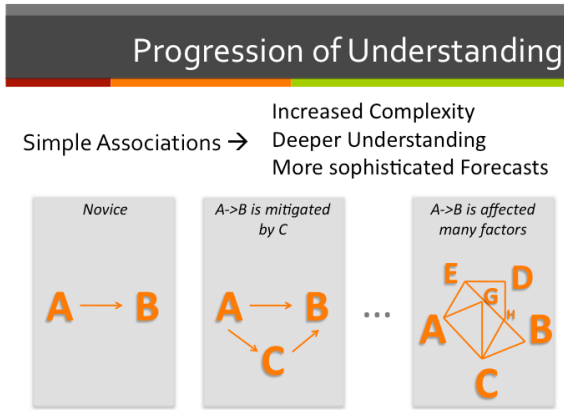 Progression of Understanding
Simple Associations →
Increased Complexity
Deeper Understanding
More sophisticated Forecasts
Novice
A B
A->B is mitigated
by C
A B
C
...
A->B is affected
many factors
E D
G
H
A B
C